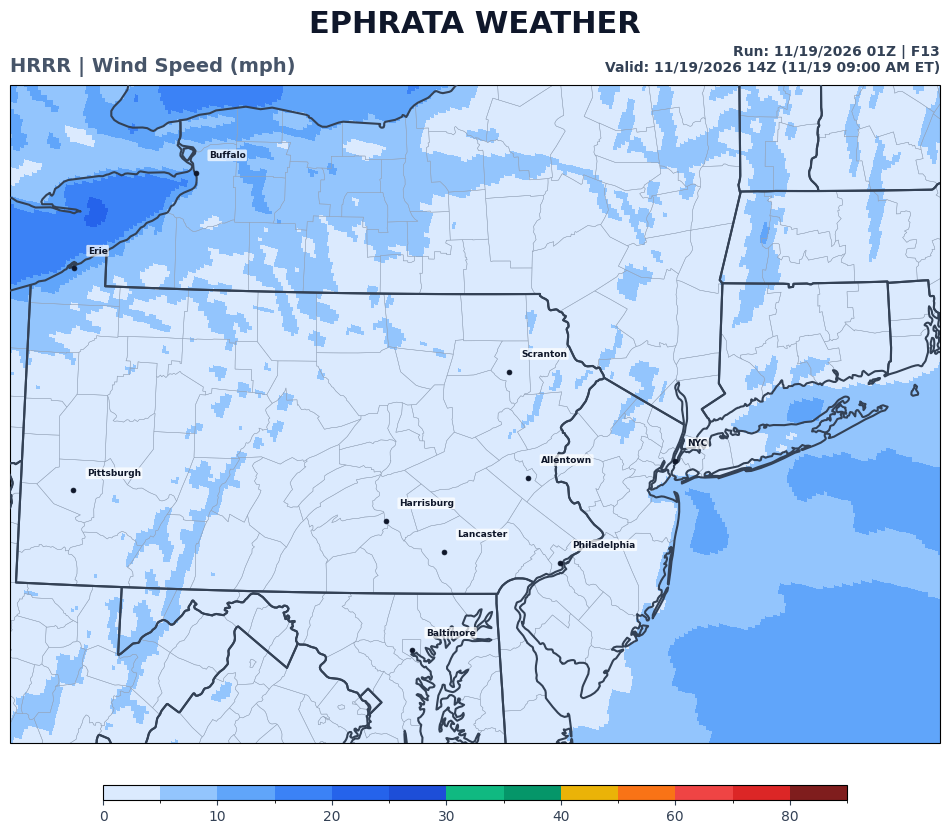 EPHRATA WEATHER
HRRR | Wind Speed (mph)
Run: 11/19/2026 01Z | F13
Valid: 11/19/2026 14Z (11/19 09:00 AM ET)
Buffalo
Erie
Scranton
NYC
Pittsburgh
Allentown
Harrisburg
Lancaster
Philadelphia
Baltimore
0 10 20 30 40 60 80